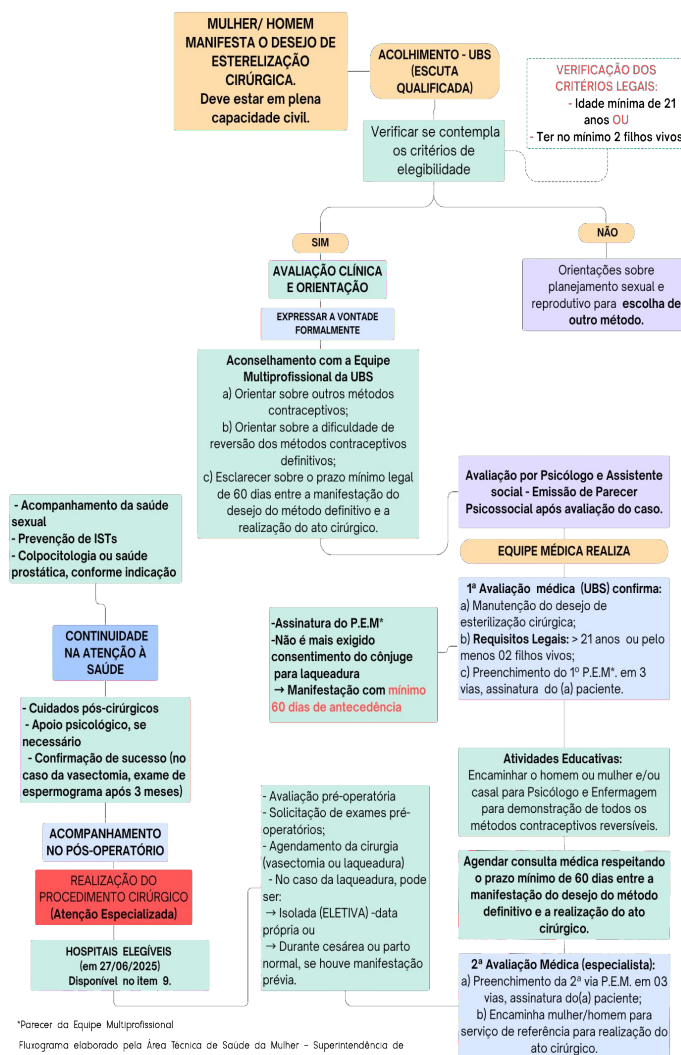 MULHER/ HOMEM
MANIFESTA O DESEJO DE
ESTERELIZAÇÃO
CIRÚRGICA.
Deve estar em plena
capacidade civil.
ACOLHIMENTO - UBS
(ESCUTA
QUALIFICADA)
VERIFICAÇÃO DOS
CRITÉRIOS LEGAIS:
- Idade mínima de 21
anos OU
- Ter no mínimo 2 filhos vivos
Verificar se contempla
os critérios de
elegibilidade
SIM
NÃO
AVALIAÇÃO CLÍNICA
E ORIENTAÇÃO
Orientações sobre
planejamento sexual e
reprodutivo para escolha de
outro método.
EXPRESSAR A VONTADE
FORMALMENTE
Aconselhamento com a Equipe
Multiprofissional da UBS
a) Orientar sobre outros métodos
contraceptivos;
b) Orientar sobre a dificuldade de
reversão dos métodos contraceptivos
definitivos;
c) Esclarecer sobre o prazo mínimo legal
de 60 dias entre a manifestação do
desejo do método definitivo e a
realização do ato cirúrgico.
Avaliação por Psicólogo e Assistente
social - Emissão de Parecer
Psicossocial após avaliação do caso.
EQUIPE MÉDICA REALIZA
1ª Avaliação médica (UBS) confirma:
a) Manutenção do desejo de
esterilização cirúrgica;
b) Requisitos Legais: > 21 anos ou pelo
menos 02 filhos vivos;
c) Preenchimento do 1º P.E.M*. em 3
vias, assinatura do (a) paciente.
-Assinatura do P.E.M*
-Não é mais exigido
consentimento do cônjuge
para laqueadura
→ Manifestação com mínimo
60 dias de antecedência
Atividades Educativas:
Encaminhar o homem ou mulher e/ou
casal para Psicólogo e Enfermagem
para demonstração de todos os
métodos contraceptivos reversíveis.
Agendar consulta médica respeitando
o prazo mínimo de 60 dias entre a
manifestação do desejo do método
definitivo e a realização do ato
cirúrgico.
2ª Avaliação Médica (especialista):
a) Preenchimento da 2ª via P.E.M. em 03
vias, assinatura do(a) paciente;
b) Encaminha mulher/homem para
serviço de referência para realização do
ato cirúrgico.
- Avaliação pré-operatória
- Solicitação de exames pré-
operatórios;
- Agendamento da cirurgia
(vasectomia ou laqueadura)
- No caso da laqueadura, pode
ser:
→ Isolada (ELETIVA) -data
própria ou
→ Durante cesárea ou parto
normal, se houve manifestação
prévia.
- Acompanhamento da saúde
sexual
- Prevenção de ISTs
- Colpocitologia ou saúde
prostática, conforme indicação
CONTINUIDADE
NA ATENÇÃO À
SAÚDE
- Cuidados pós-cirúrgicos
- Apoio psicológico, se
necessário
- Confirmação de sucesso (no
caso da vasectomia, exame de
espermograma após 3 meses)
ACOMPANHAMENTO
NO PÓS-OPERATÓRIO
REALIZAÇÃO DO
PROCEDIMENTO CIRÚRGICO
(Atenção Especializada)
HOSPITAIS ELEGÍVEIS
(em 27/06/2025)
Disponível no item 9.
*Parecer da Equipe Multiprofissional
Fluxograma elaborado pela Área Técnica de Saúde da Mulher – Superintendência de